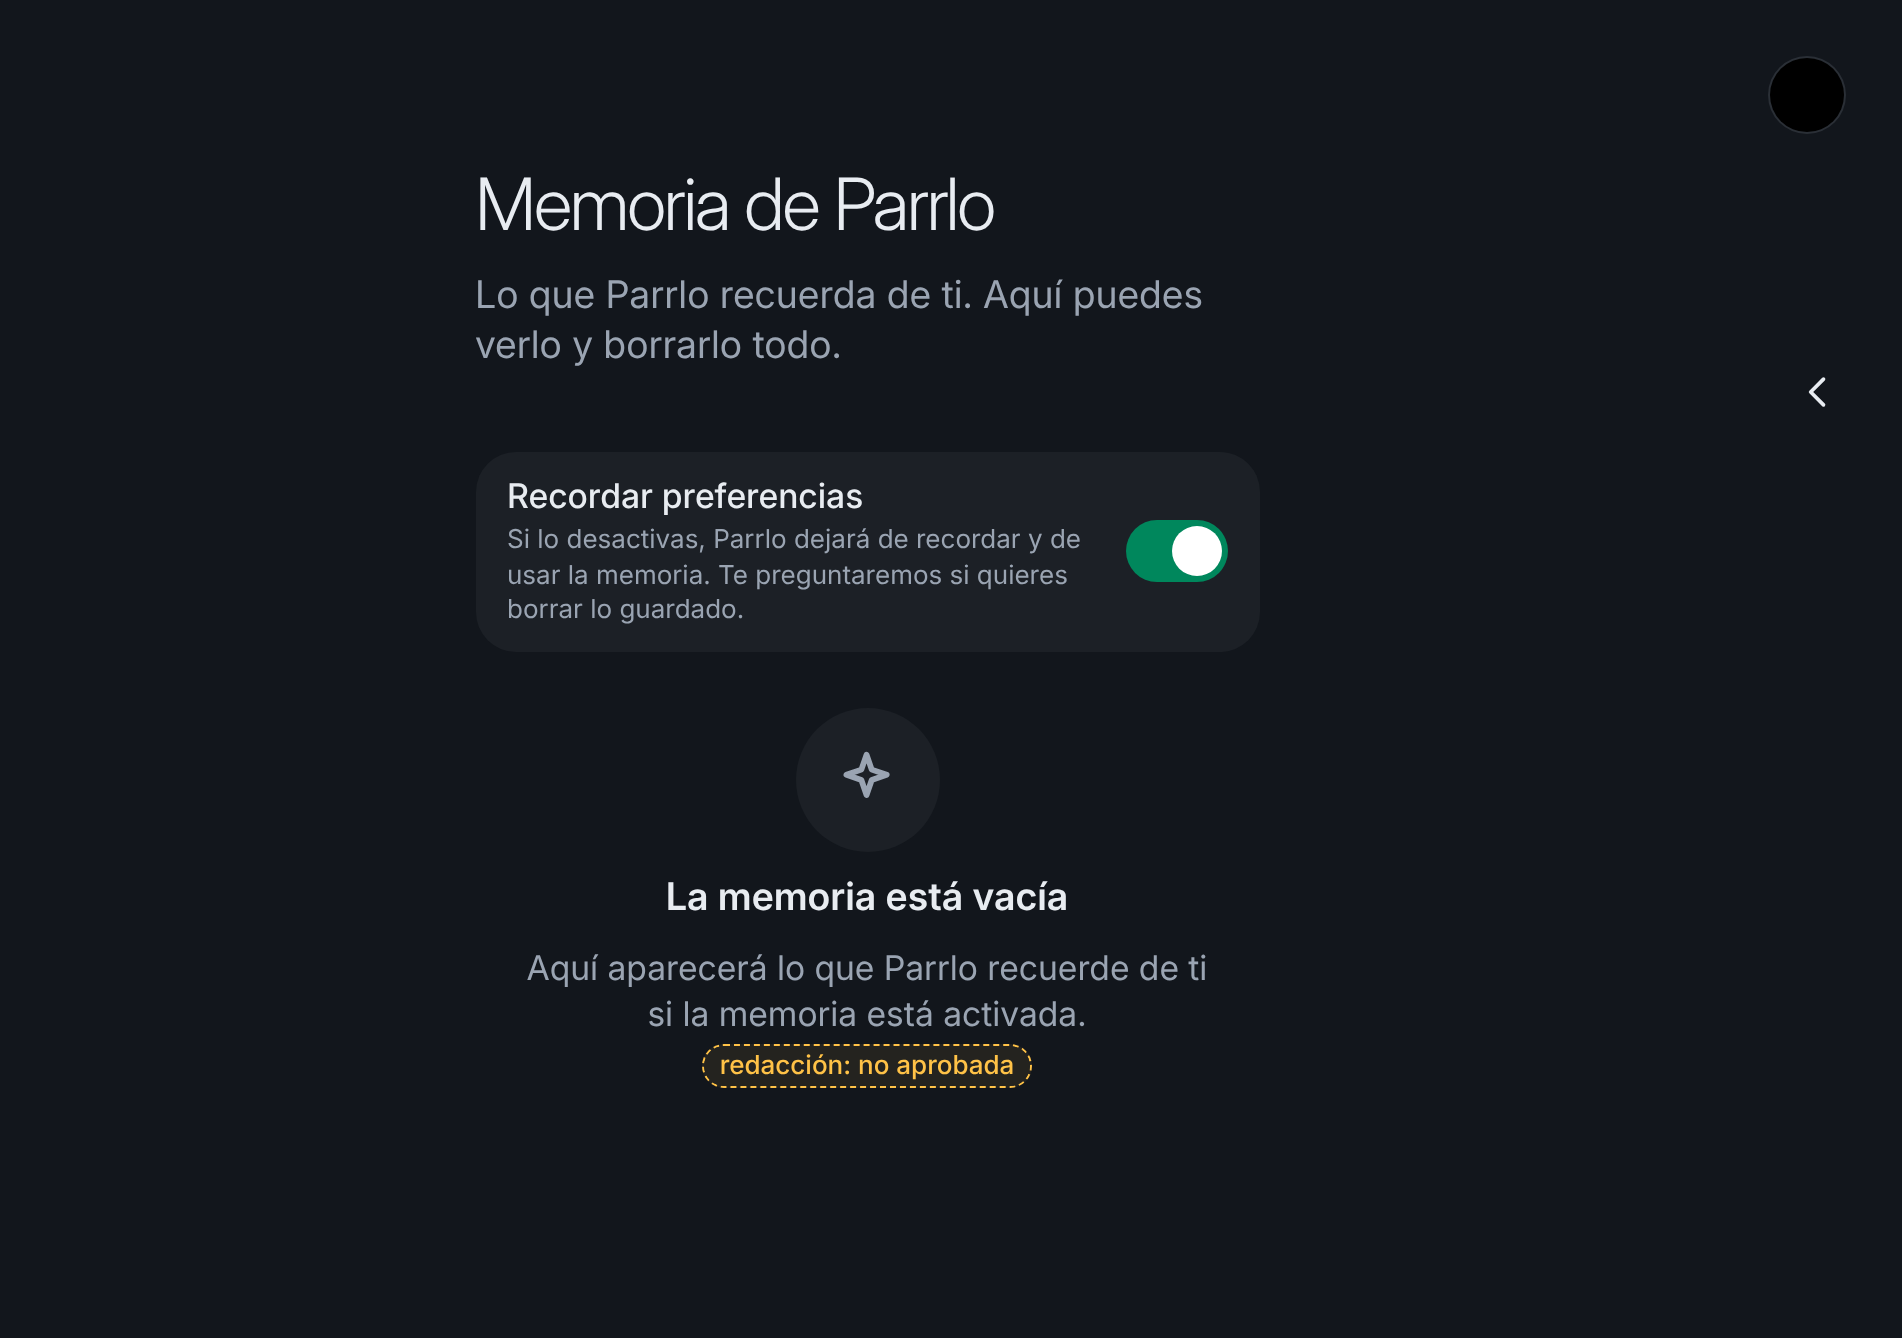 Memoria de Parrlo
Lo que Parrlo recuerda de ti. Aquí puedes
verlo y borrarlo todo.
Recordar preferencias
Si lo desactivas, Parrlo dejará de recordar y de
usar la memoria. Te preguntaremos si quieres
borrar lo guardado.
La memoria está vacía
Aquí aparecerá lo que Parrlo recuerde de ti
si la memoria está activada.
redacción: no aprobada